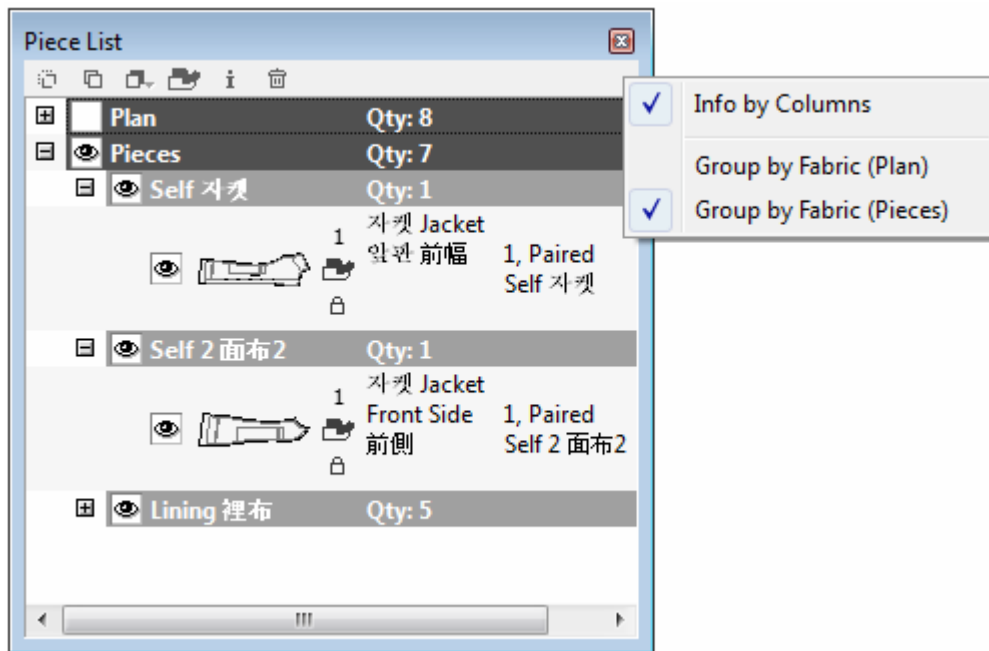 Piece List
Plan Qty: 8
Pieces Qty: 7
Self 자켓 Qty: 1
1
자켓 Jacket
앞판 前幅
1, Paired
Self 자켓
Self 2 面布2 Qty: 1
1
자켓 Jacket
Front Side
前側
1, Paired
Self 2 面布2
Lining 裡布 Qty: 5
Info by Columns
Group by Fabric (Plan)
Group by Fabric (Pieces)